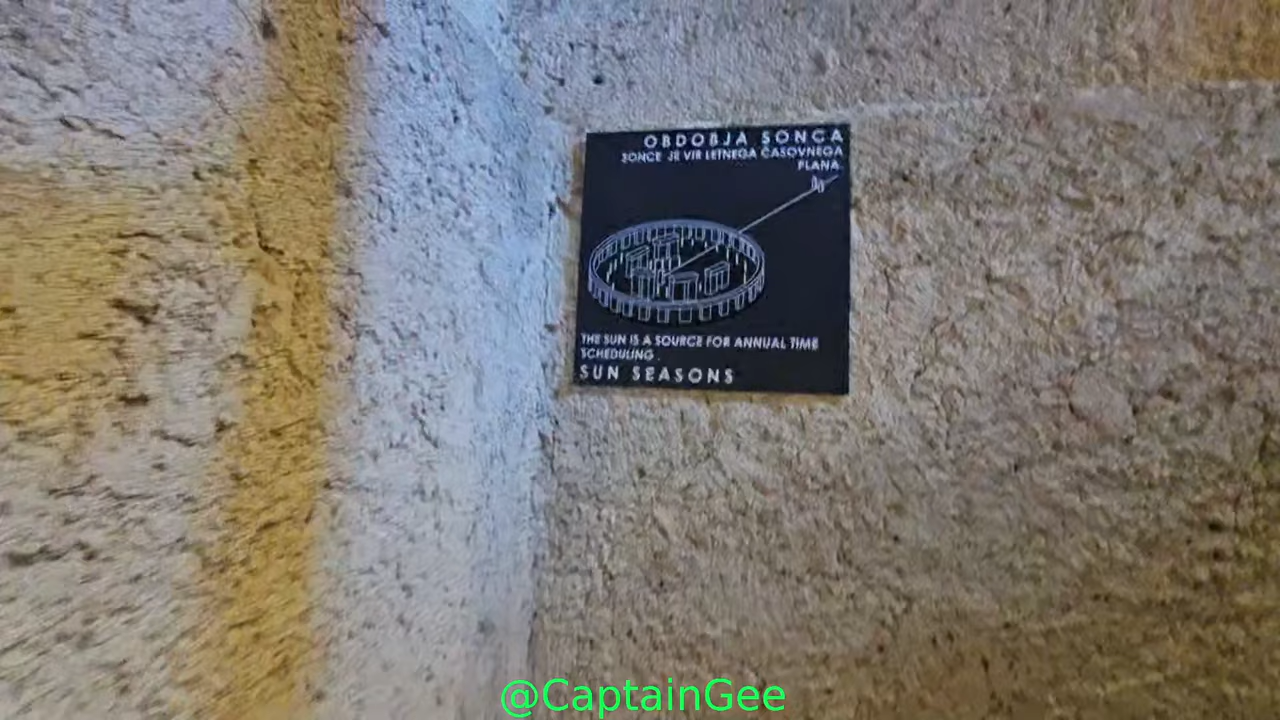 OBDOBJA SONCA
SONCE JE VIR LETNEGA ČASOVNEGA
PLANA.
THE SUN IS A SOURCE FOR ANNUAL TIME
SCHEDULING .
SUN SEASONS
@CaptainGee